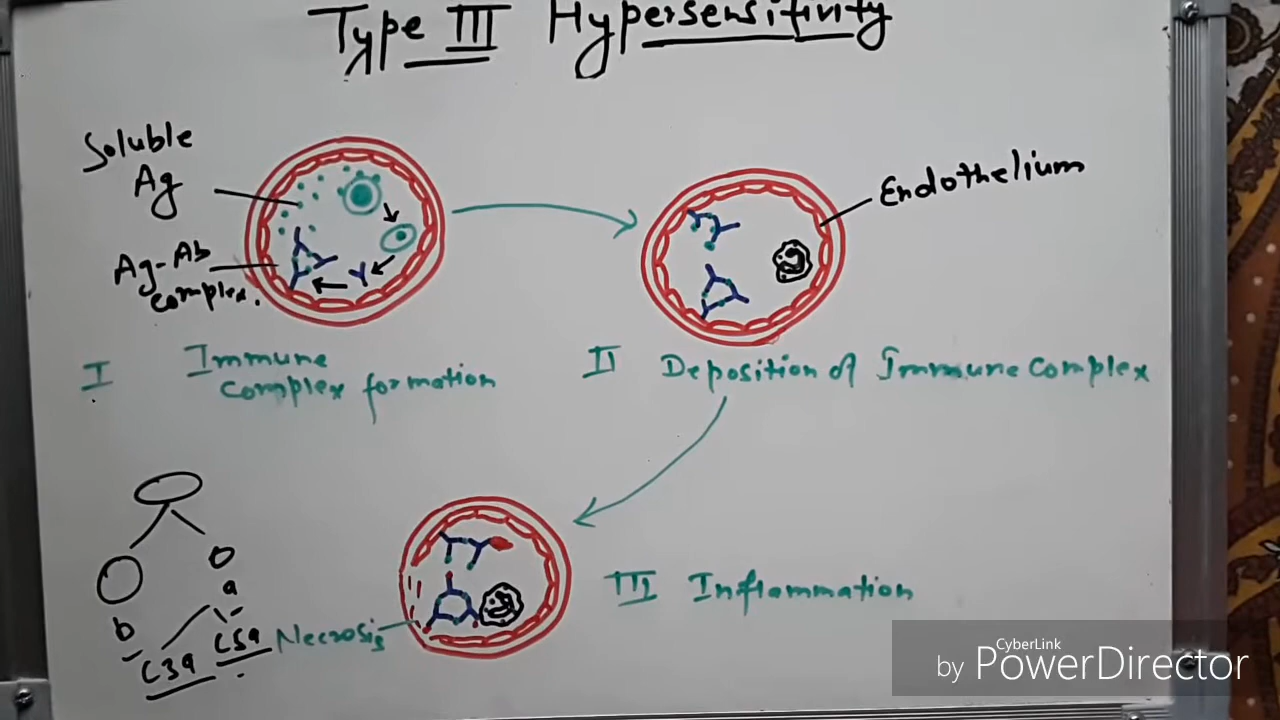 Type III Hypersensitivity
Soluble
Ag
Ag-Ab
complex.
Endothelium
I Immune
complex formation
II Deposition of Immune Complex
a
b
C3a
C5a
Necrosis
III Inflammation
CyberLink
by PowerDirector